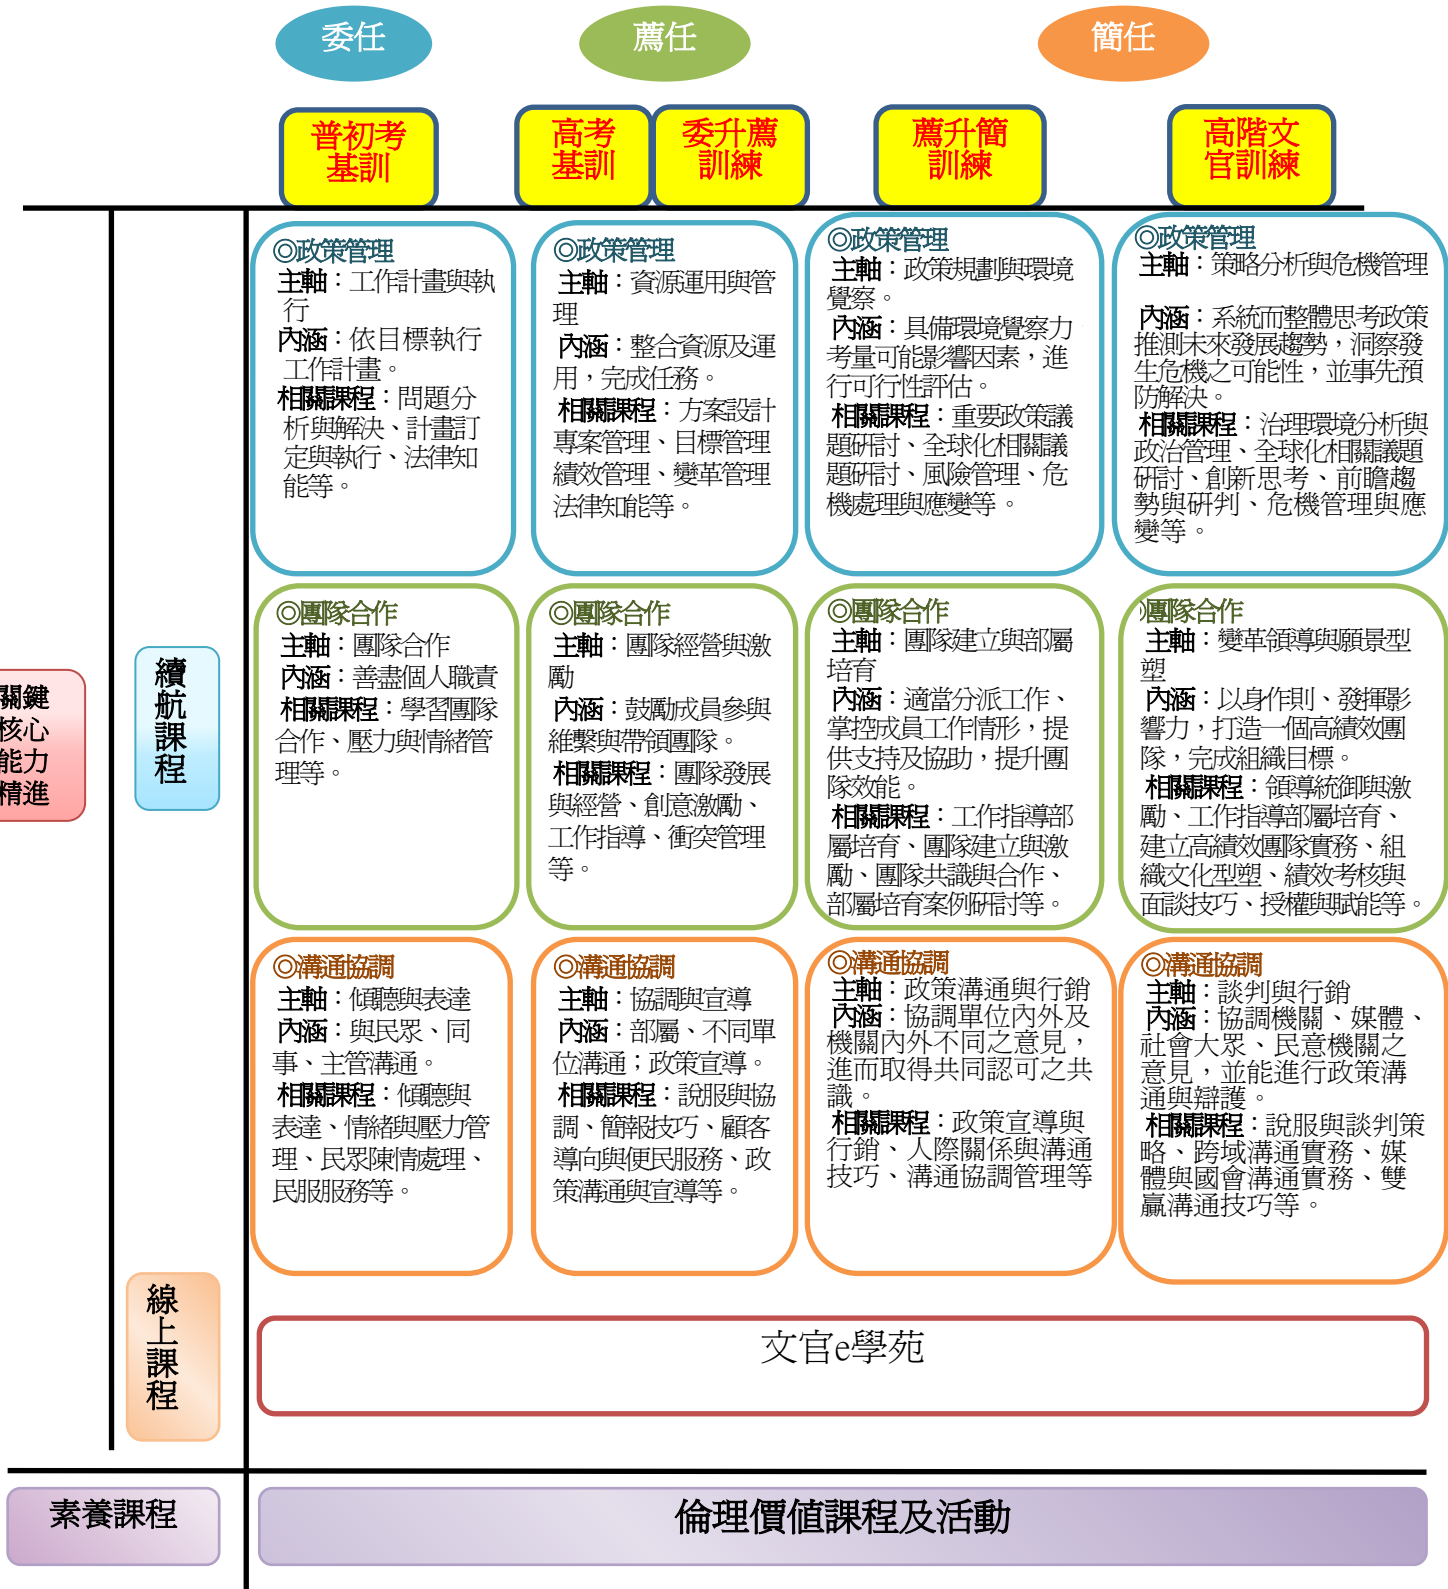 委任
薦任
簡任
普初考
基訓
高考
基訓
委升薦
訓練
薦升簡
訓練
高階文
官訓練
關鍵
核心
能力
精進
續航課程
◎政策管理
主軸：工作計畫與執
行
內涵：依目標執行
工作計畫。
相關課程：問題分
析與解決、計畫訂
定與執行、法律知
能等。
◎政策管理
主軸：資源運用與管
理
內涵：整合資源及運
用，完成任務。
相關課程：方案設計
專案管理、目標管理
績效管理、變革管理
法律知能等。
◎政策管理
主軸：政策規劃與環境
覺察。
內涵：具備環境覺察力
考量可能影響因素，進
行可行性評估。
相關課程：重要政策議
題研討、全球化相關議
題研討、風險管理、危
機處理與應變等。
◎政策管理
主軸：策略分析與危機管理
內涵：系統而整體思考政策
推測未來發展趨勢，洞察發
生危機之可能性，並事先預
防解決。
相關課程：治理環境分析與
政治管理、全球化相關議題
研討、創新思考、前瞻趨
勢與研判、危機管理與應
變等。
◎團隊合作
主軸：團隊合作
內涵：善盡個人職責
相關課程：學習團隊
合作、壓力與情緒管
理等。
◎團隊合作
主軸：團隊經營與激
勵
內涵：鼓勵成員參與
維繫與帶領團隊。
相關課程：團隊發展
與經營、創意激勵、
工作指導、衝突管理
等。
◎團隊合作
主軸：團隊建立與部屬
培育
內涵：適當分派工作、
掌控成員工作情形，提
供支持及協助，提升團
隊效能。
相關課程：工作指導部
屬培育、團隊建立與激
勵、團隊共識與合作、
部屬培育案例研討等。
◎團隊合作
主軸：變革領導與願景型
塑
內涵：以身作則、發揮影
響力，打造一個高績效團
隊，完成組織目標。
相關課程：領導統御與激
勵、工作指導部屬培育、
建立高績效團隊實務、組
織文化型塑、績效考核與
面談技巧、授權與賦能等。
◎溝通協調
主軸：傾聽與表達
內涵：與民眾、同
事、主管溝通。
相關課程：傾聽與
表達、情緒與壓力管
理、民眾陳情處理、
民服服務等。
◎溝通協調
主軸：協調與宣導
內涵：部屬、不同單
位溝通；政策宣導。
相關課程：說服與協
調、簡報技巧、顧客
導向與便民服務、政
策溝通與宣導等。
◎溝通協調
主軸：政策溝通與行銷
內涵：協調單位內外及
機關內外不同之意見，
進而取得共同認可之共
識。
相關課程：政策宣導與
行銷、人際關係與溝通
技巧、溝通協調管理等
◎溝通協調
主軸：談判與行銷
內涵：協調機關、媒體、
社會大眾、民意機關之
意見，並能進行政策溝
通與辯護。
相關課程：說服與談判策
略、跨域溝通實務、媒
體與國會溝通實務、雙
贏溝通技巧等。
線上課程
文官e學苑
素養課程
倫理價值課程及活動